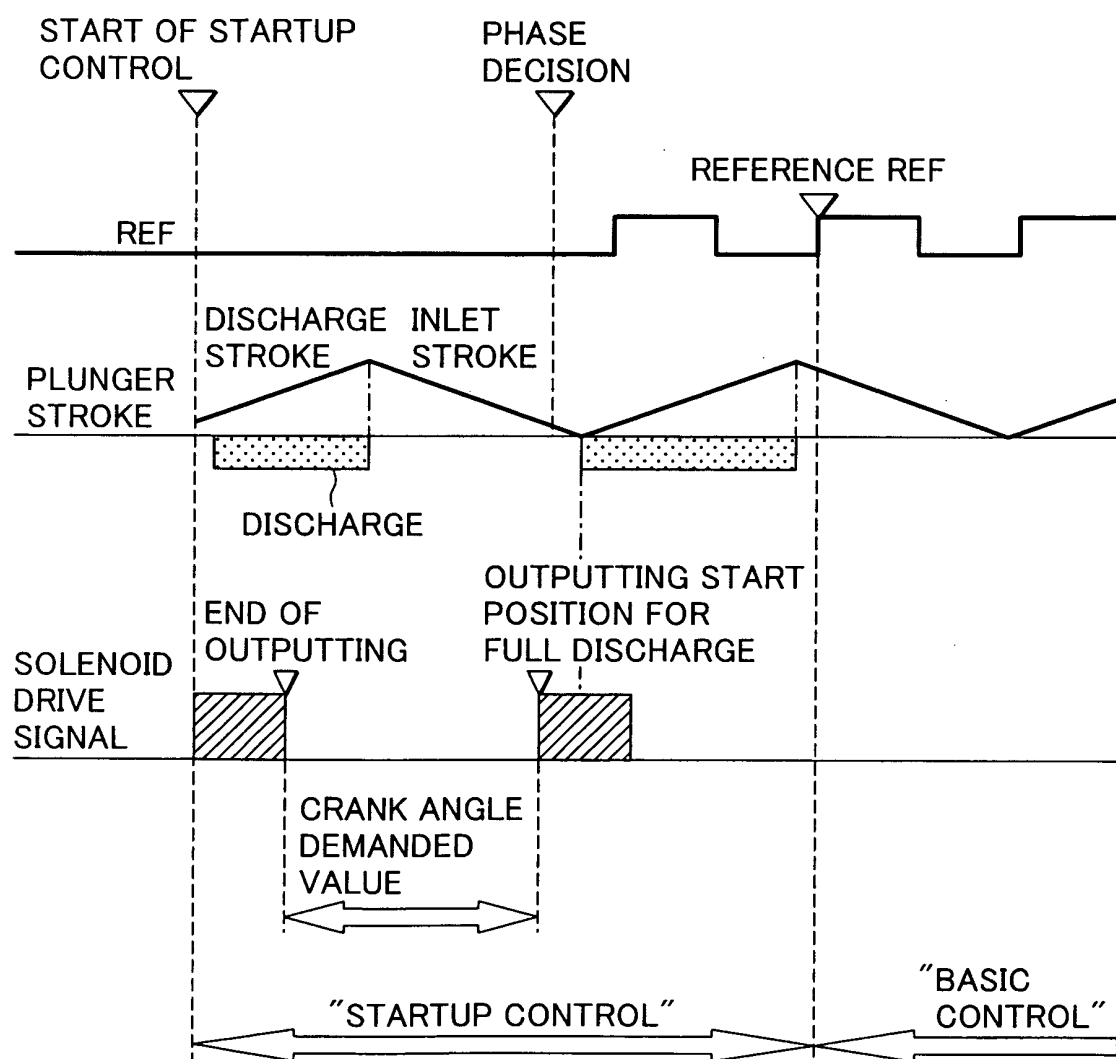 START OF STARTUP
CONTROL
PHASE
DECISION
REFERENCE REF
REF
DISCHARGE
STROKE
INLET
STROKE
PLUNGER
STROKE
DISCHARGE
OUTPUTTING START
POSITION FOR
FULL DISCHARGE
END OF
OUTPUTTING
SOLENOID
DRIVE
SIGNAL
CRANK ANGLE
DEMANDED
VALUE
"STARTUP CONTROL"
"BASIC
CONTROL"